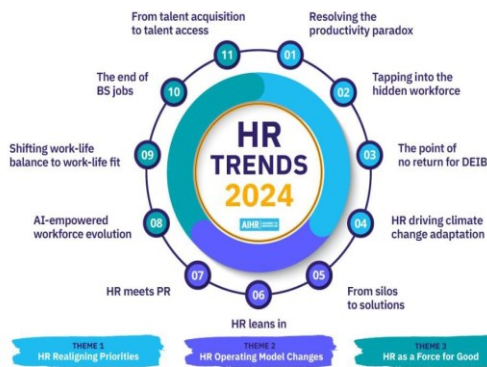 From talent acquisition
to talent access
11
01
Resolving the
productivity paradox
The end of
BS jobs
10
02
Tapping into the
hidden workforce
Shifting work-life
balance to work-life fit
09
03
The point of
no return for DEIB
AI-empowered
workforce evolution
08
04
HR driving climate
change adaptation
HR meets PR
07
05
From silos
to solutions
06
HR leans in
HR
TRENDS
2024
AIHR
THEME 1
HR Realigning Priorities
THEME 2
HR Operating Model Changes
THEME 3
HR as a Force for Good